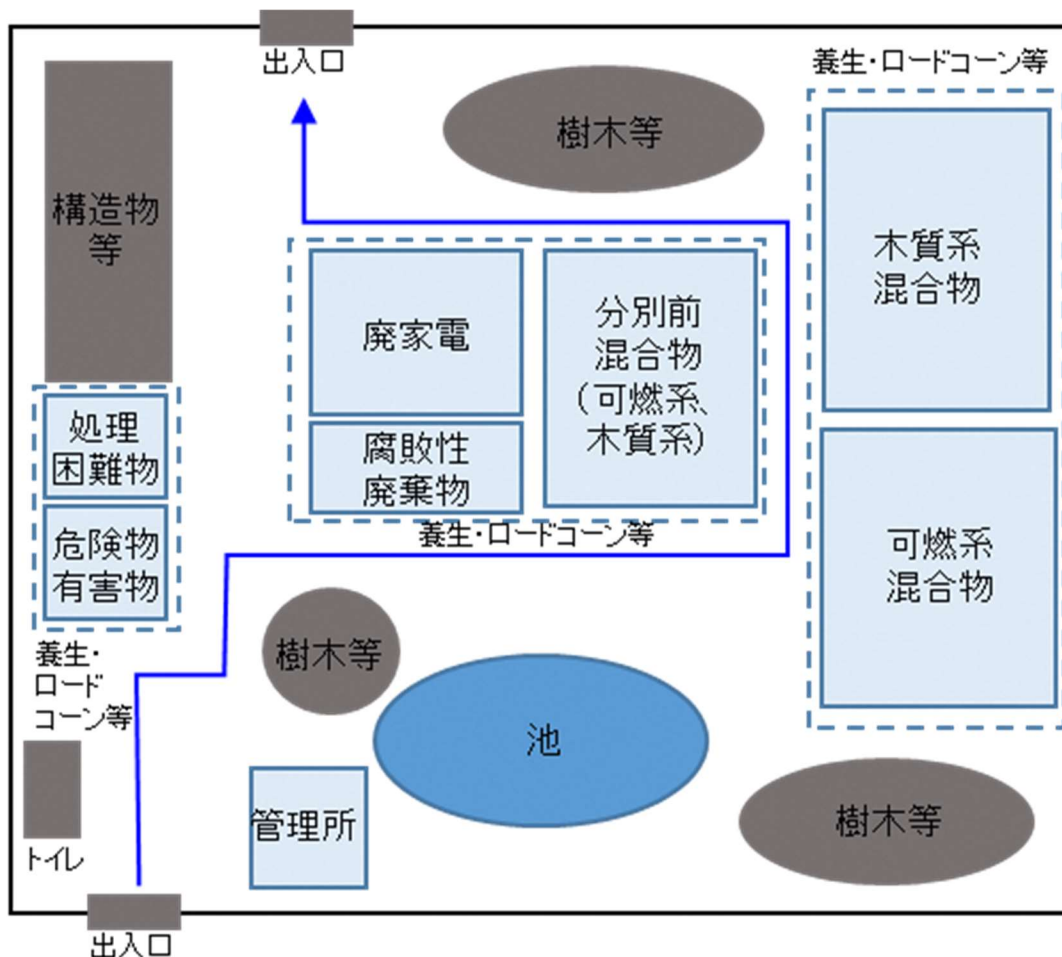 出入口
養生・ロードコーン等
樹木等
構造物
等
木質系
混合物
廃家電
分別前
混合物
(可燃系、
木質系)
処理
困難物
腐敗性
廃棄物
養生・ロードコーン等
危険物
有害物
可燃系
混合物
養生・
ロード
コーン等
樹木等
池
管理所
樹木等
トイレ
出入口